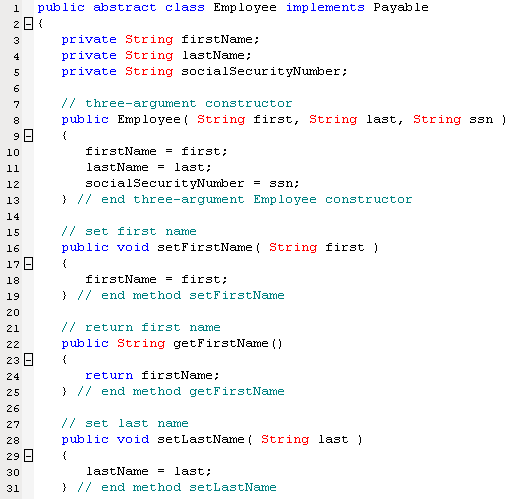 1 public abstract class Employee implements Payable
2 {
3 private String firstName;
4 private String lastName;
5 private String socialSecurityNumber;
6
7 // three-argument constructor
8 public Employee( String first, String last, String ssn )
9 {
10 firstName = first;
11 lastName = last;
12 socialSecurityNumber = ssn;
13 } // end three-argument Employee constructor
14
15 // set first name
16 public void setFirstName( String first )
17 {
18 firstName = first;
19 } // end method setFirstName
20
21 // return first name
22 public String getFirstName()
23 {
24 return firstName;
25 } // end method getFirstName
26
27 // set last name
28 public void setLastName( String last )
29 {
30 lastName = last;
31 } // end method setLastName